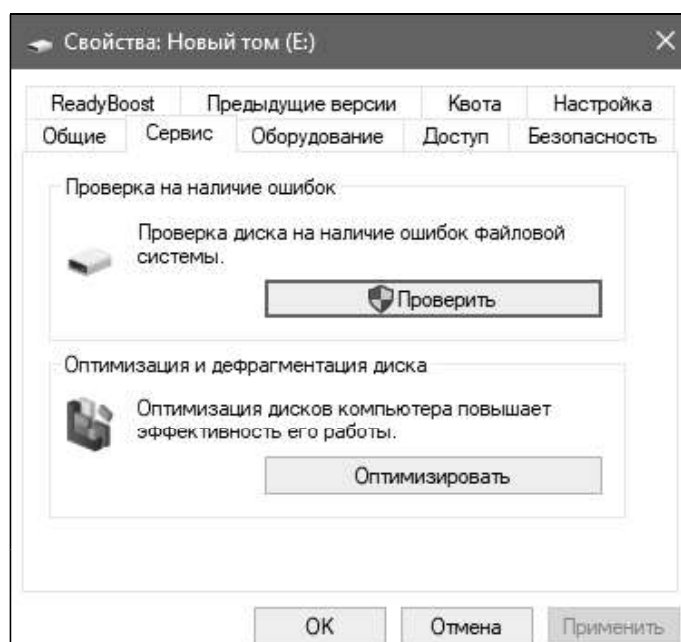 Свойства: Новый том (E:)
ReadyBoost Предыдущие версии Квота Настройка
Общие Сервис Оборудование Доступ Безопасность
Проверка на наличие ошибок
Проверка диска на наличие ошибок файловой
системы.
Проверить
Оптимизация и дефрагментация диска
Оптимизация дисков компьютера повышает
эффективность его работы.
Оптимизировать
OK Отмена Применить